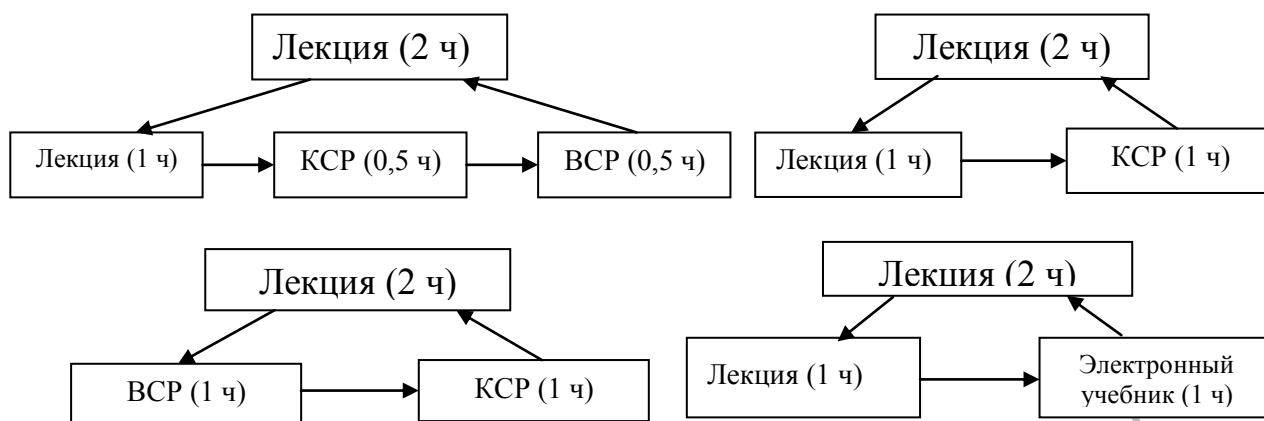 Лекция (2 ч)
Лекция (1 ч)
КСР (0,5 ч)
ВСР (0,5 ч)
Лекция (2 ч)
Лекция (1 ч)
КСР (1 ч)
Лекция (2 ч)
ВСР (1 ч)
КСР (1 ч)
Лекция (2 ч)
Лекция (1 ч)
Электронный
учебник (1 ч)